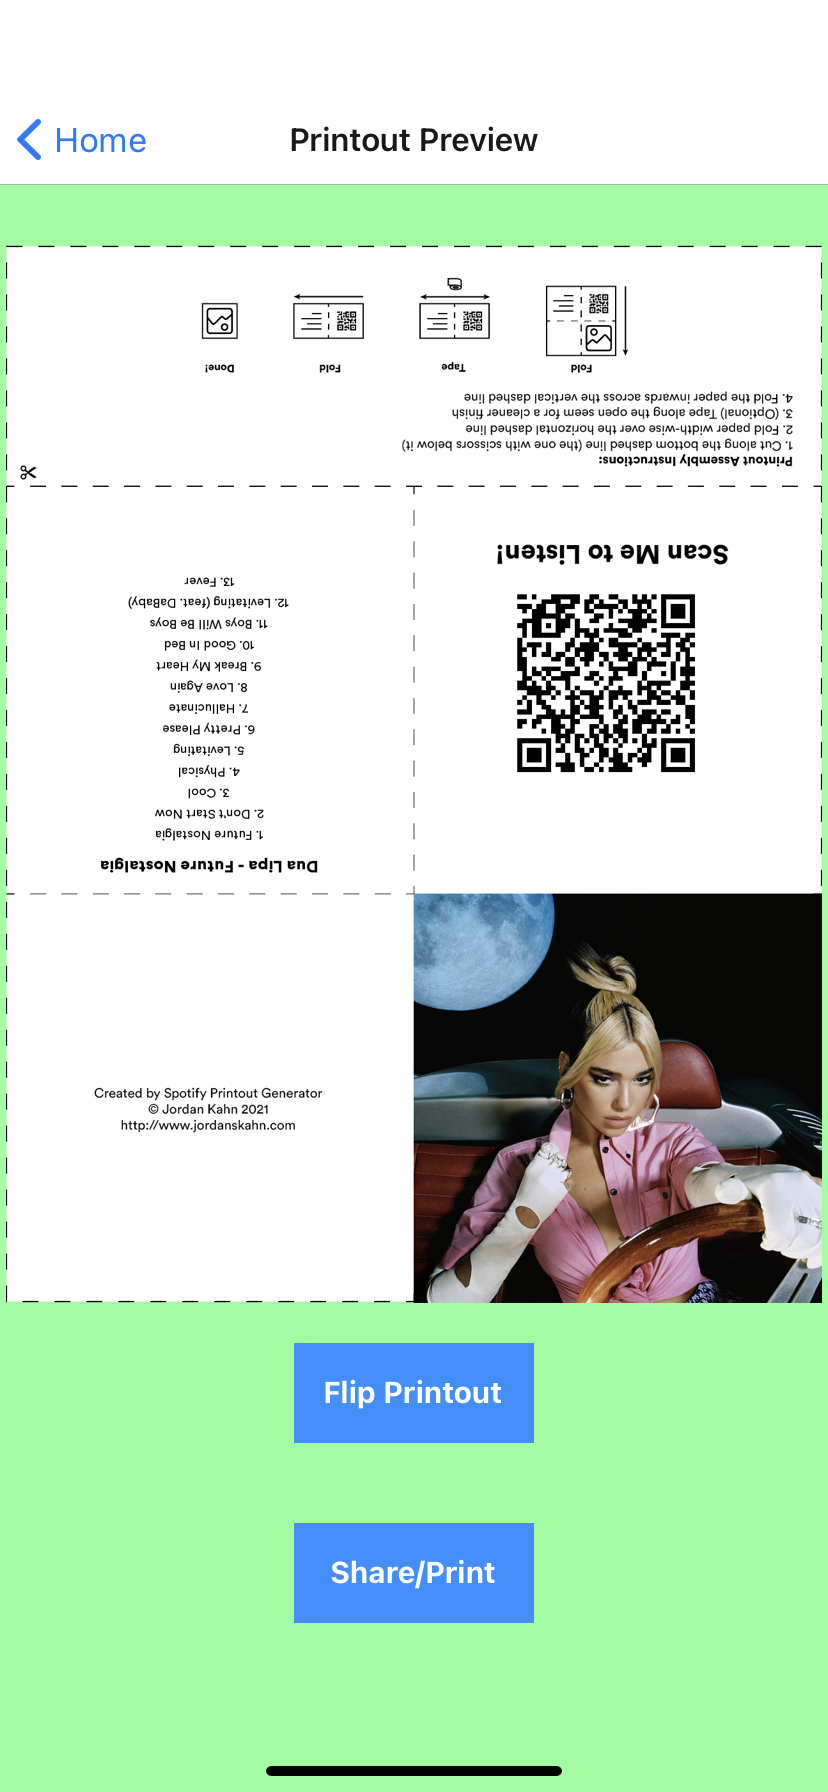 Home
Printout Preview
Printout Assembly Instructions:
1. Cut along the bottom dashed line (the one with scissors below it)
2. Fold paper width-wise over the horizontal dashed line
3. (Optional) Tape along the open seem for a cleaner finish
4. Fold the paper inwards across the vertical dashed line
Fold
Tape
Fold
Done!
Scan Me to Listen!
Dua Lipa - Future Nostalgia
1. Future Nostalgia
2. Don't Start Now
3. Cool
4. Physical
5. Levitating
6. Pretty Please
7. Hallucinate
8. Love Again
9. Break My Heart
10. Good In Bed
11. Boys Will Be Boys
12. Levitating (feat. DaBaby)
13. Fever
Created by Spotify Printout Generator
© Jordan Kahn 2021
http://www.jordanskahn.com
Flip Printout
Share/Print